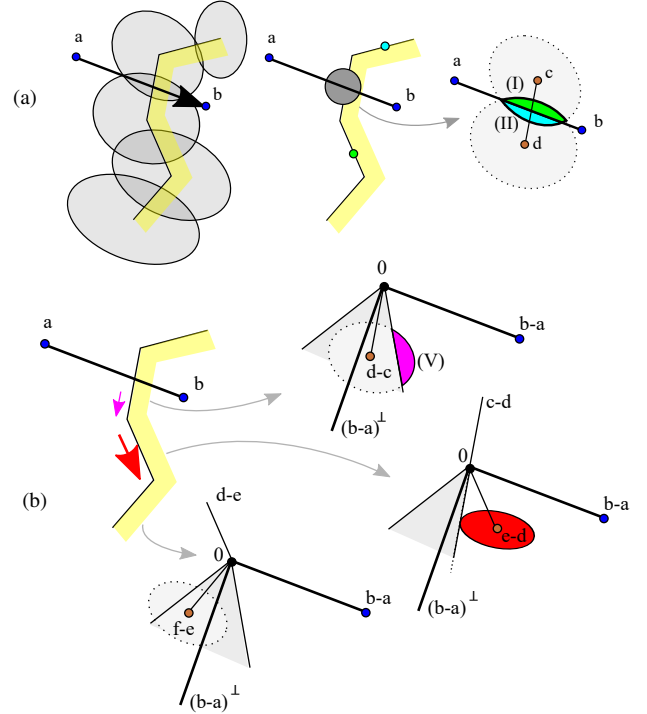 a
b
a
b
a
(I)
c
(II)
d
b
(a)
0
a
b-a
b
d-c
(V)
(b-a)⊥
c-d
0
b-a
(b)
d-e
e-d
0
b-a
(b-a)⊥
f-e
(b-a)⊥